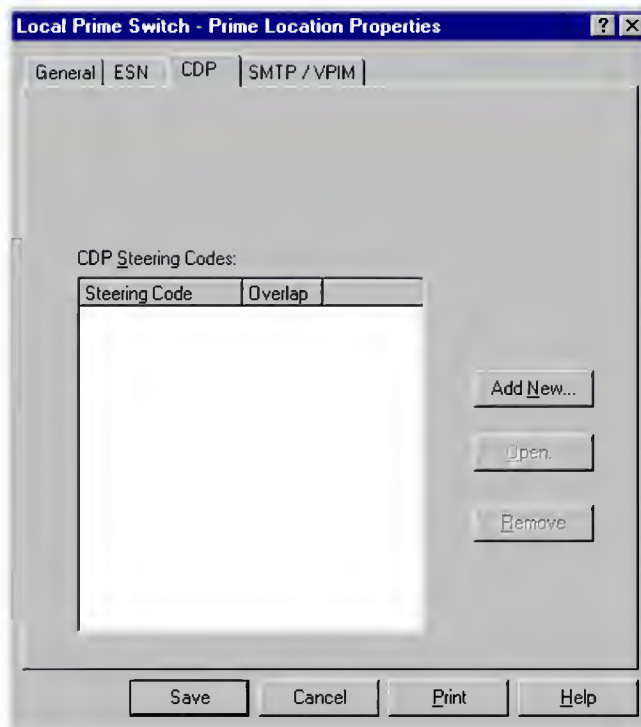 Local Prime Switch - Prime Location Properties ? X
General ESN CDP SMTP / VPIM
CDP Steering Codes:
Steering Code Overlap
Add New...
Open.
Remove
Save Cancel Print Help